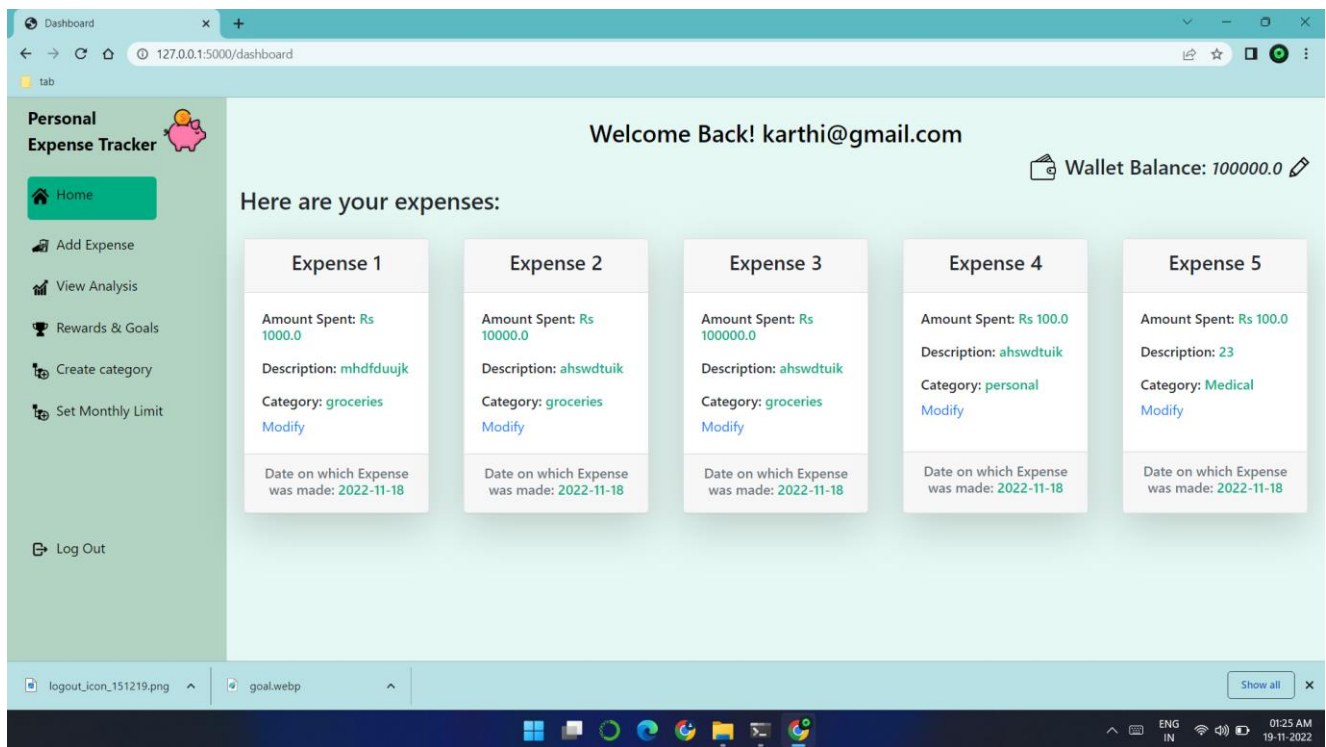 Dashboard
127.0.0.1:5000/dashboard
tab
Personal
Expense Tracker
Home
Add Expense
View Analysis
Rewards & Goals
Create category
Set Monthly Limit
Log Out
Welcome Back! karthi@gmail.com
Wallet Balance: 100000.0
Here are your expenses:
Expense 1
Amount Spent: Rs
1000.0
Description: mhdfduujk
Category: groceries
Modify
Date on which Expense
was made: 2022-11-18
Expense 2
Amount Spent: Rs
10000.0
Description: ahswdtuik
Category: groceries
Modify
Date on which Expense
was made: 2022-11-18
Expense 3
Amount Spent: Rs
100000.0
Description: ahswdtuik
Category: groceries
Modify
Date on which Expense
was made: 2022-11-18
Expense 4
Amount Spent: Rs 100.0
Description: ahswdtuik
Category: personal
Modify
Date on which Expense
was made: 2022-11-18
Expense 5
Amount Spent: Rs 100.0
Description: 23
Category: Medical
Modify
Date on which Expense
was made: 2022-11-18
logout_icon_151219.png
goal.webp
Show all
ENG
IN
01:25 AM
19-11-2022